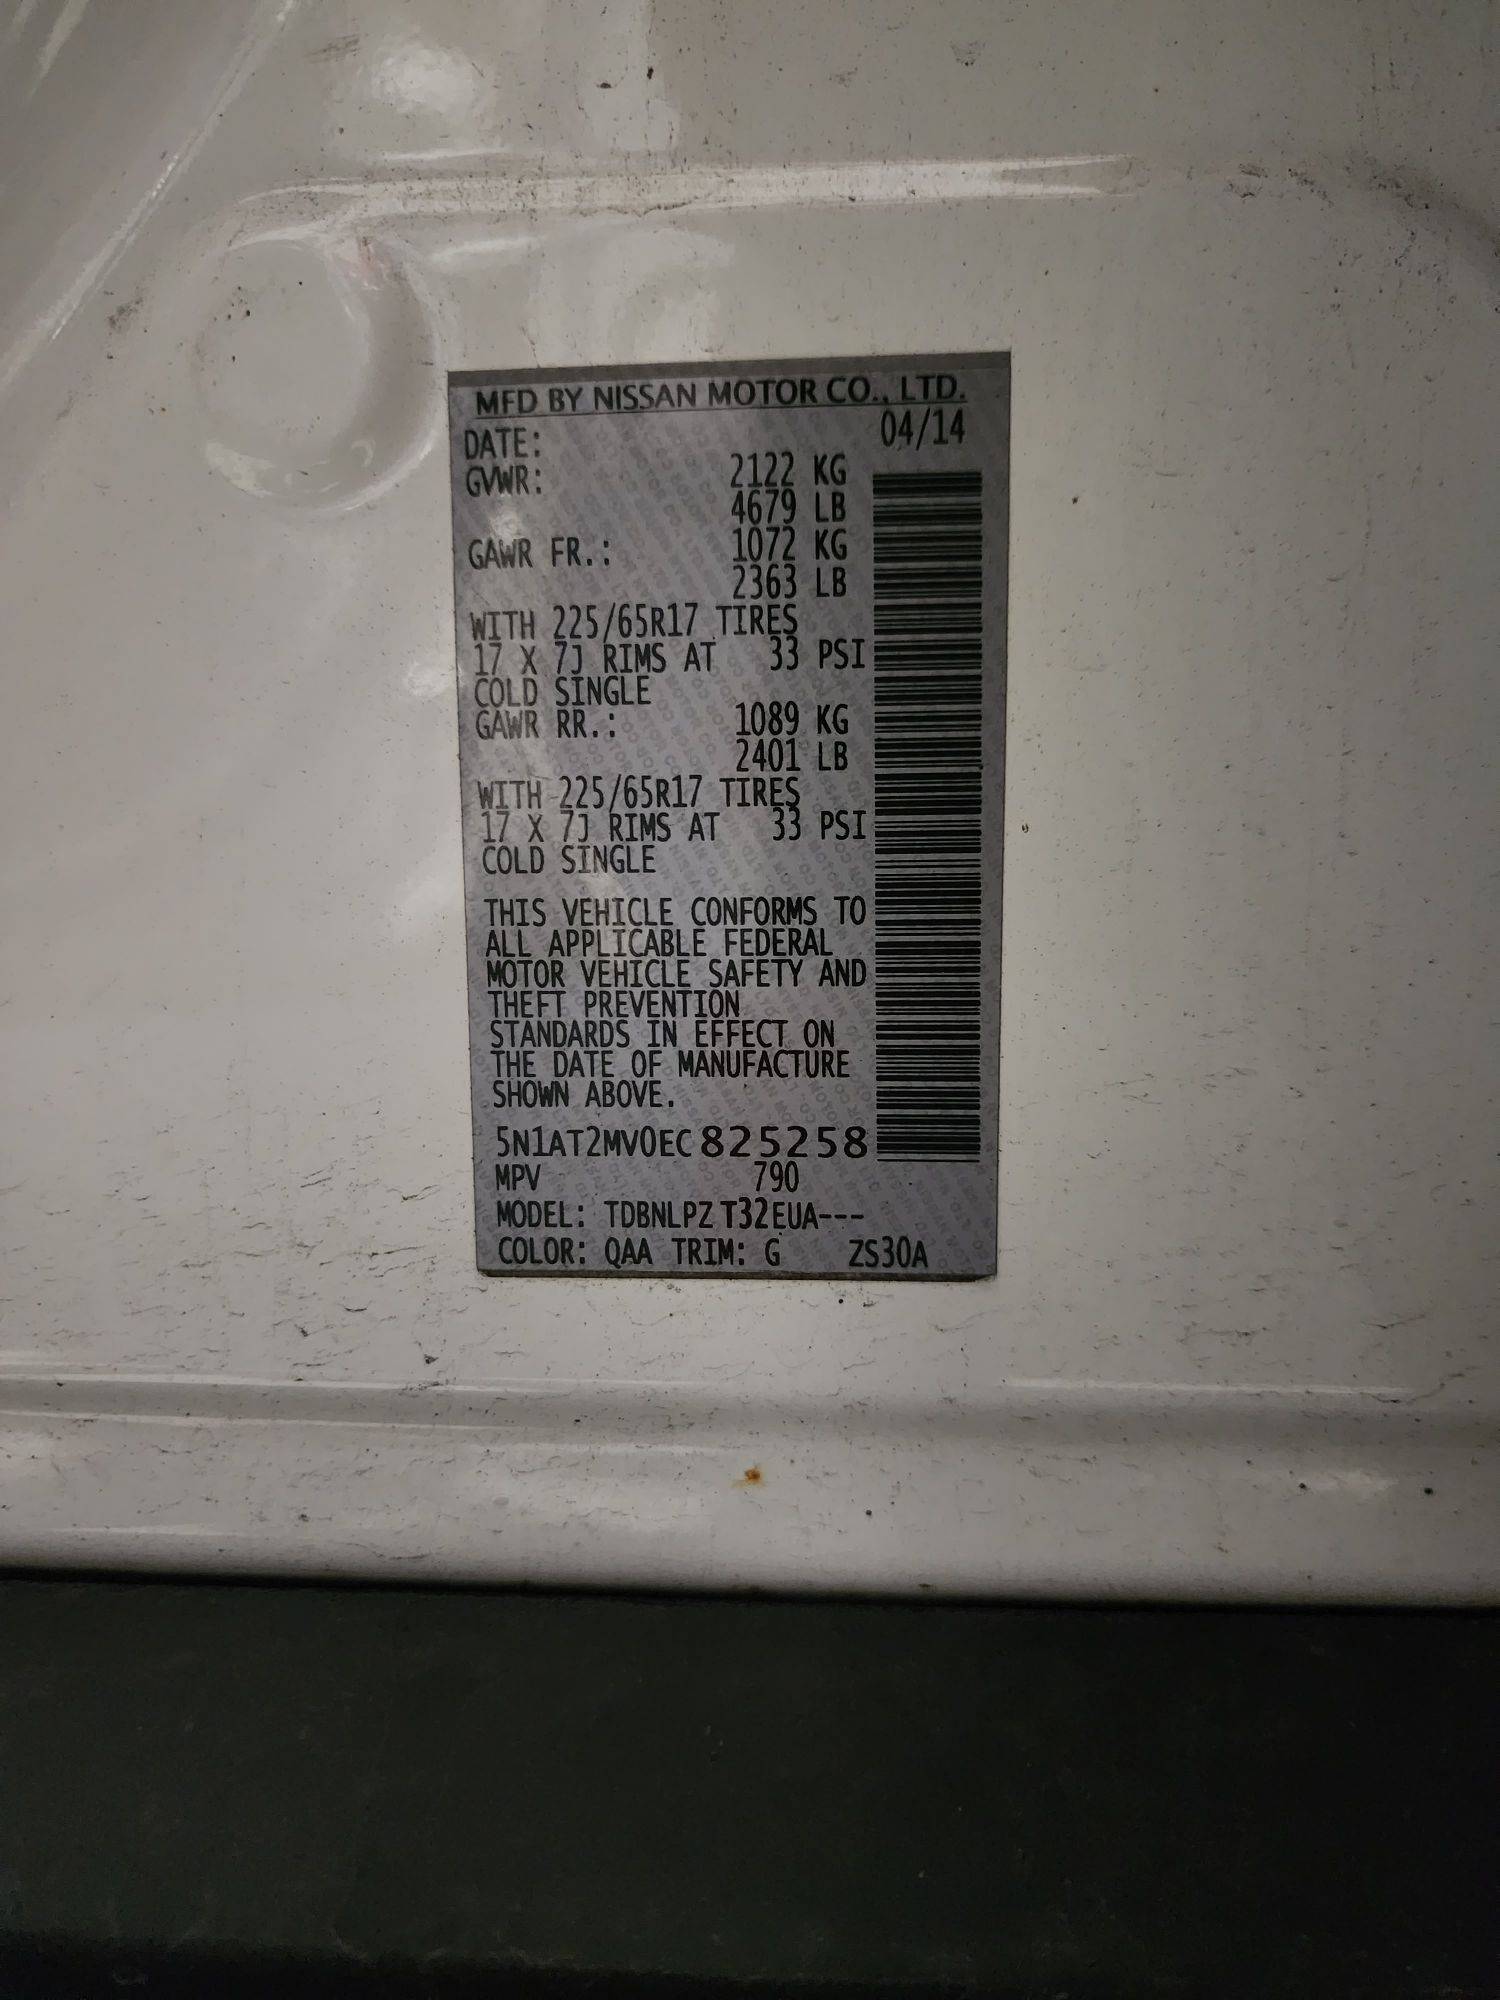 MFD BY NISSAN MOTOR CO., LTD.
DATE: 04/14
GVWR: 2122 KG
4679 LB
GAWR FR.: 1072 KG
2363 LB
WITH 225/65R17 TIRES
17 X 7J RIMS AT 33 PSI
COLD SINGLE
GAWR RR.: 1089 KG
2401 LB
WITH 225/65R17 TIRES
17 X 7J RIMS AT 33 PSI
COLD SINGLE
THIS VEHICLE CONFORMS TO
ALL APPLICABLE FEDERAL
MOTOR VEHICLE SAFETY AND
THEFT PREVENTION
STANDARDS IN EFFECT ON
THE DATE OF MANUFACTURE
SHOWN ABOVE.
5N1AT2MV0EC825258
MPV 790
MODEL: TDBNLPZ T32EUA---
COLOR: QAA TRIM: G ZS30A